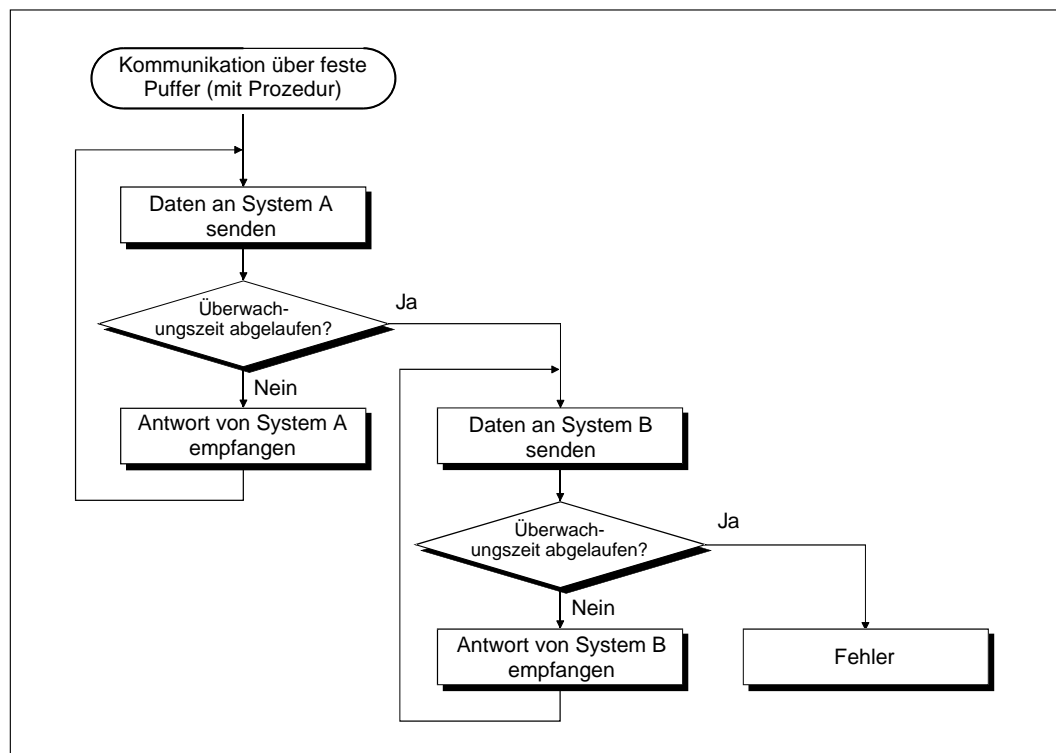 Kommunikation über feste
Puffer (mit Prozedur)
Daten an System A
senden
Überwach-
ungszeit abgelaufen?
Ja
Nein
Antwort von System A
empfangen
Daten an System B
senden
Überwach-
ungszeit abgelaufen?
Ja
Nein
Antwort von System B
empfangen
Fehler